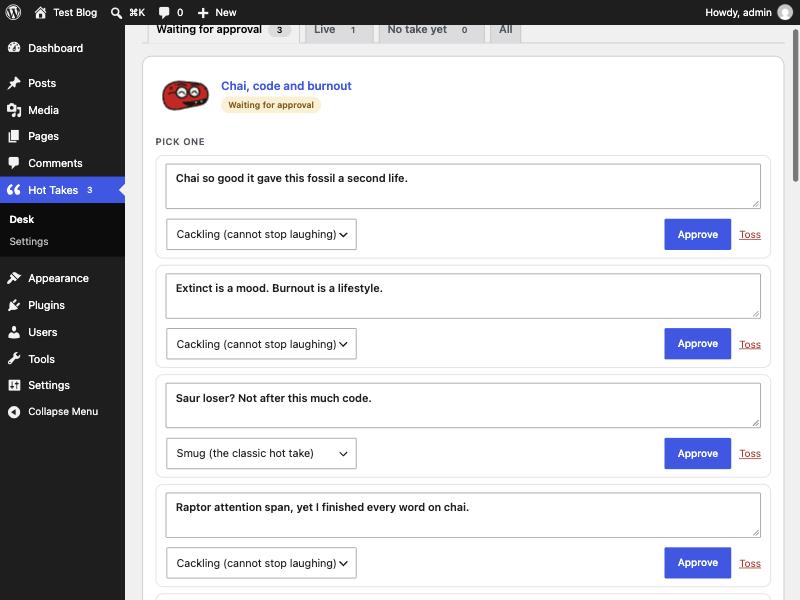 Test Blog
⌘K
0
New
Howdy, admin
Dashboard
Posts
Media
Pages
Comments
Hot Takes 3
Desk
Settings
Appearance
Plugins
Users
Tools
Settings
Collapse Menu
Waiting for approval 3
Live 1
No take yet 0
All
Chai, code and burnout
Waiting for approval
PICK ONE
Chai so good it gave this fossil a second life.
Cackling (cannot stop laughing)
Approve
Toss
Extinct is a mood. Burnout is a lifestyle.
Cackling (cannot stop laughing)
Approve
Toss
Saur loser? Not after this much code.
Smug (the classic hot take)
Approve
Toss
Raptor attention span, yet I finished every word on chai.
Cackling (cannot stop laughing)
Approve
Toss